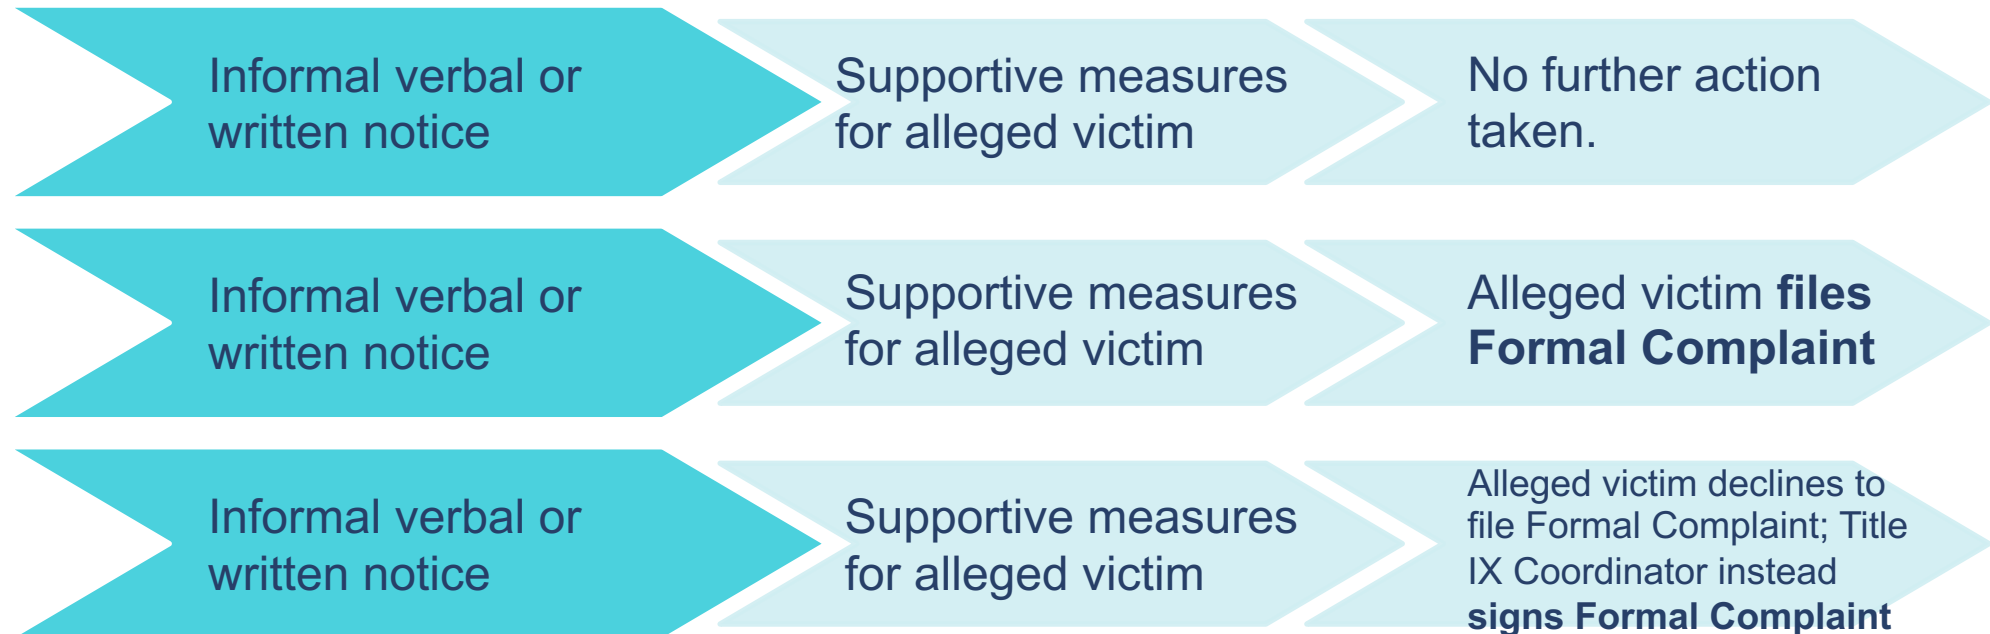 Informal verbal or
written notice
Supportive measures
for alleged victim
No further action
taken.
Informal verbal or
written notice
Supportive measures
for alleged victim
Alleged victim files
Formal Complaint
Informal verbal or
written notice
Supportive measures
for alleged victim
Alleged victim declines to
file Formal Complaint; Title
IX Coordinator instead
signs Formal Complaint